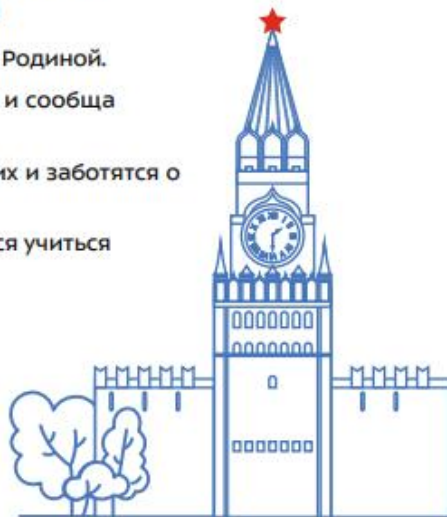 Родиной.
и сообща
их и заботятся о
ся учиться